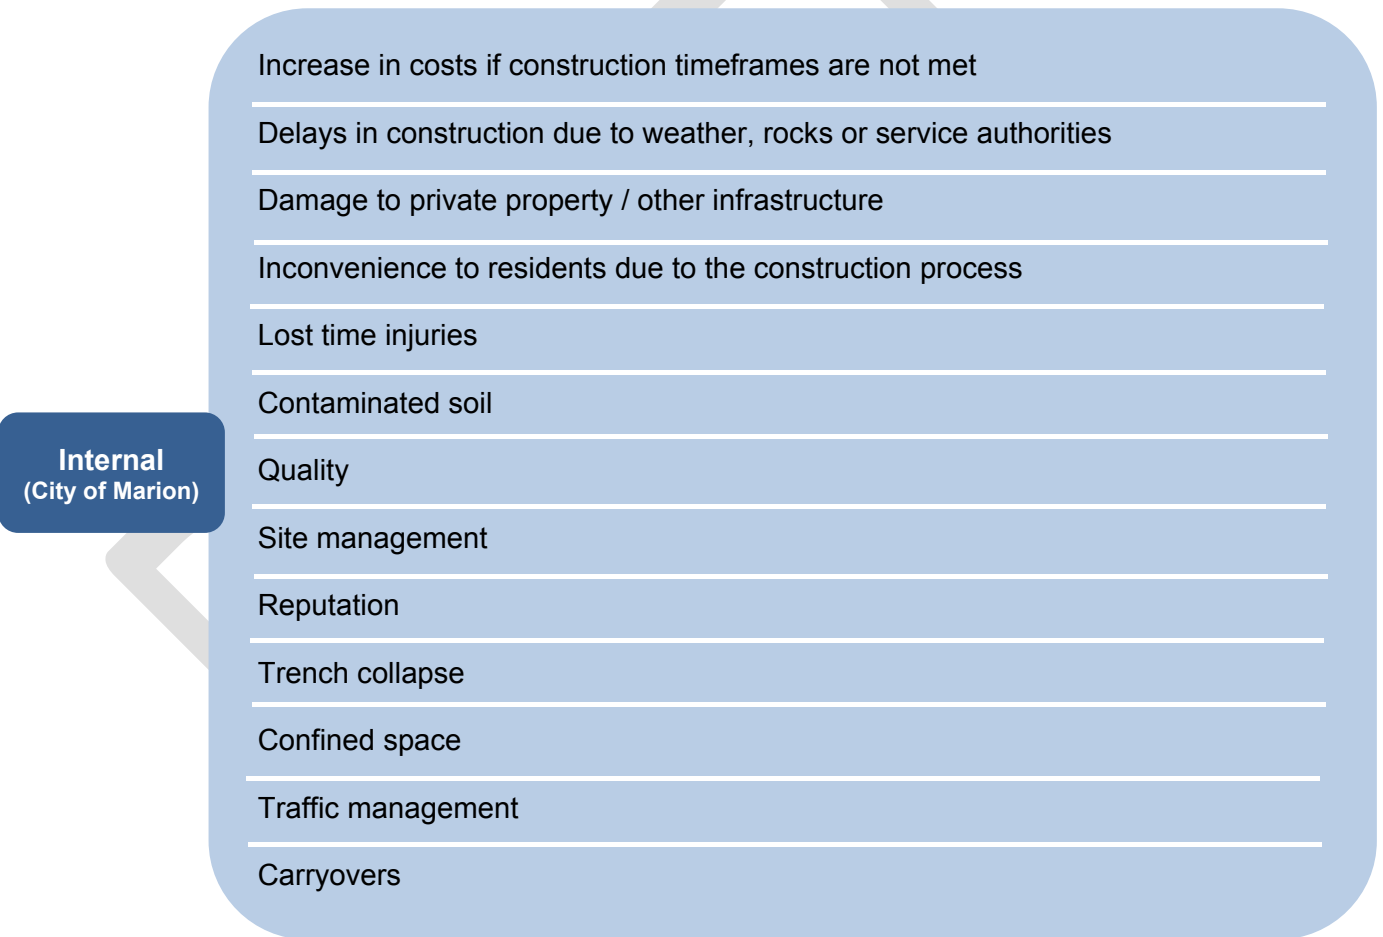 Increase in costs if construction timeframes are not met
Delays in construction due to weather, rocks or service authorities
Damage to private property / other infrastructure
Inconvenience to residents due to the construction process
Lost time injuries
Contaminated soil
Internal
(City of Marion)
Quality
Site management
Reputation
Trench collapse
Confined space
Traffic management
Carryovers